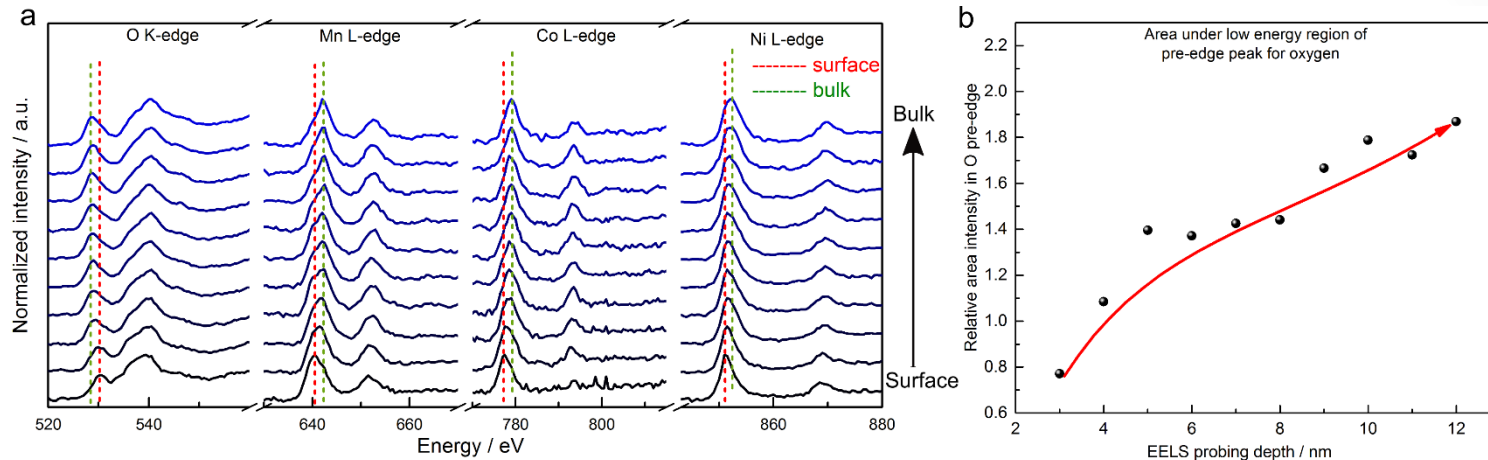 a
O K-edge
Mn L-edge
Co L-edge
Ni L-edge
surface
bulk
Bulk
Surface
Normalized intensity / a.u.
520
540
640
660
780
800
860
880
Energy / eV
b
Area under low energy region of
pre-edge peak for oxygen
Relative area intensity in O pre-edge
2.2
2.0
1.8
1.6
1.4
1.2
1.0
0.8
0.6
2
4
6
8
10
12
EELS probing depth / nm